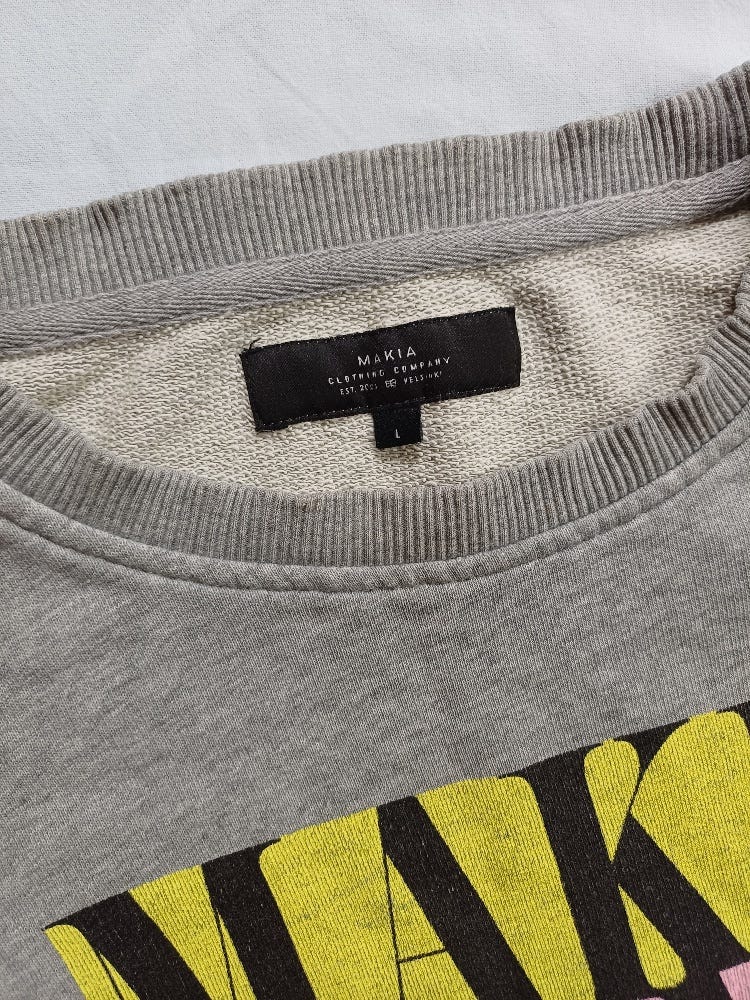 MAKIA
CLOTHING COMPANY
EST. 2001 HELSINKI
L
MAK